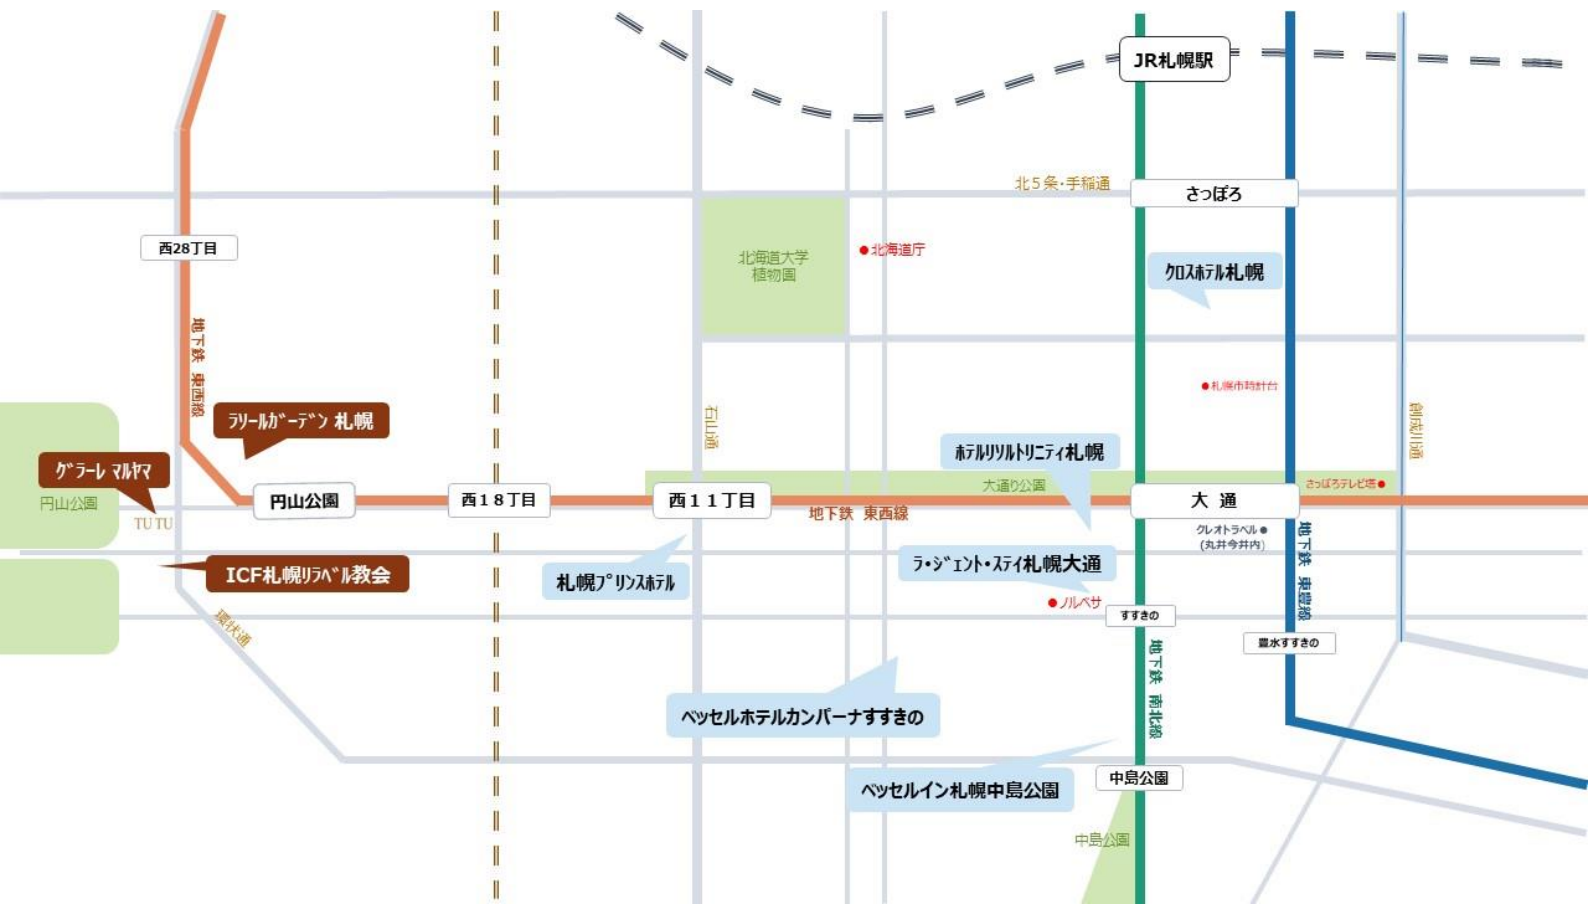 JR札幌駅
北5条・手稲通
さっぽろ
西28丁目
北海道大学
植物園
●北海道庁
ｸﾛｽﾎﾃﾙ札幌
地下鉄 東西線
●札幌市時計台
ﾗﾘｰﾙｶﾞｰﾃﾞﾝ 札幌
石山通
創成川通
ｸﾞﾗｰﾚ ﾏﾙﾔﾏ
ﾎﾃﾙﾘｿﾙﾄﾘﾆﾃｨ札幌
円山公園
TU TU
円山公園
西18丁目
西11丁目
大通り公園
大 通
さっぽろテレビ塔●
地下鉄 東西線
ｸﾚｵﾄﾗﾍﾞﾙ●
(丸井今井内)
地下鉄 東豊線
ICF札幌ﾘﾗﾍﾞﾙ教会
札幌ﾌﾟﾘﾝｽﾎﾃﾙ
ﾗ・ｼﾞｪﾝﾄ・ｽﾃｲ札幌大通
●ノルベサ
すすきの
環状通
豊水すすきの
地下鉄 南北線
ベッセルホテルカンパーナすすきの
ベッセルイン札幌中島公園
中島公園
中島公園